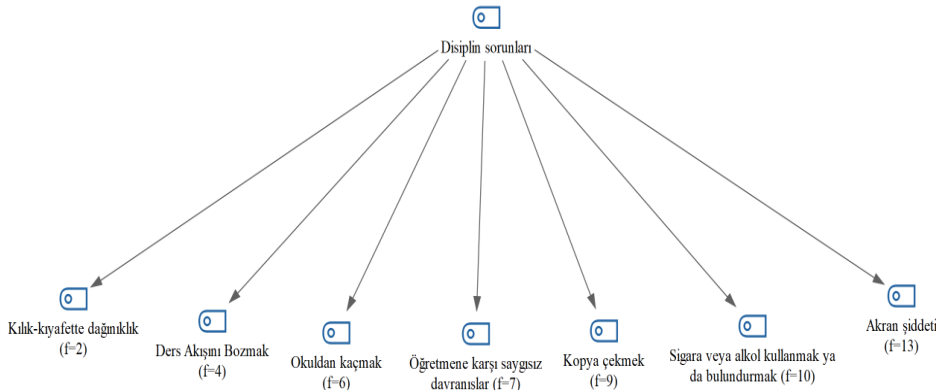 Disiplin sorunları
Kılık-kıyafette dağınıklık
(f=2)
Ders Akışını Bozmak
(f=4)
Okuldan kaçmak
(f=6)
Öğretmene karşı saygısız
davranışlar (f=7)
Kopya çekmek
(f=9)
Sigara veya alkol kullanmak ya
da bulundurmak (f=10)
Akran şiddeti
(f=13)